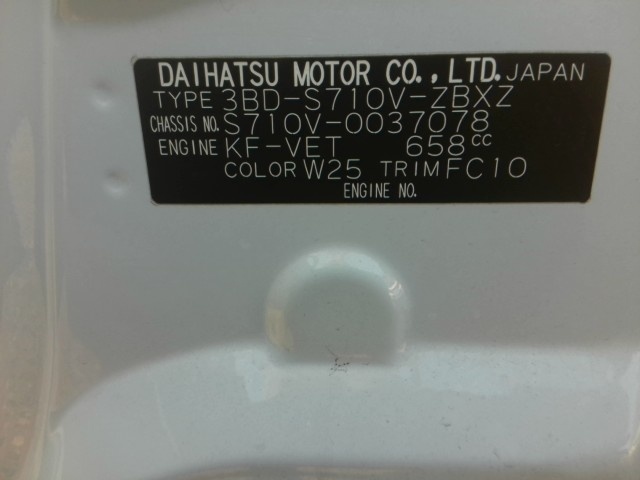 DAIHATSU MOTOR CO.,LTD. JAPAN
TYPE 3BD-S710V-ZBXZ
CHASSIS NO. S710V-0037078
ENGINE KF-VET 658cc
COLOR W25 TRIM FC10
ENGINE NO.